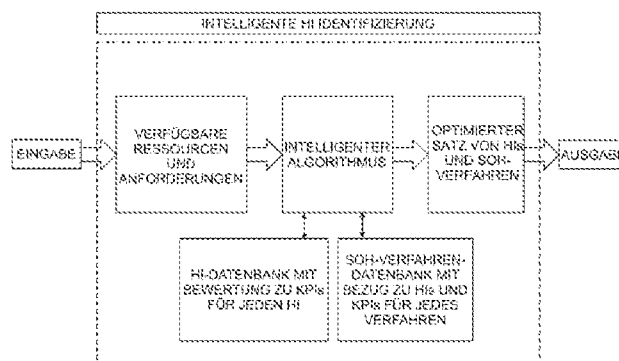 INTELLIGENTE HI IDENTIFIZIERUNG
EINGABE
VERFÜGBARE
RESSOURCEN
UND
ANFORDERUNGEN
INTELLIGENTER
ALGORITHMUS
OPTIMIERTER
SATZ VON HIs
UND SOH-
VERFAHREN
AUSGABE
HI-DATENBANK MIT
BEWERTUNG ZU KPIs
FÜR JEDEN HI
SOH-VERFAHREN-
DATENBANK MIT
BEZUG ZU HIs UND
KPIs FÜR JEDES
VERFAHREN